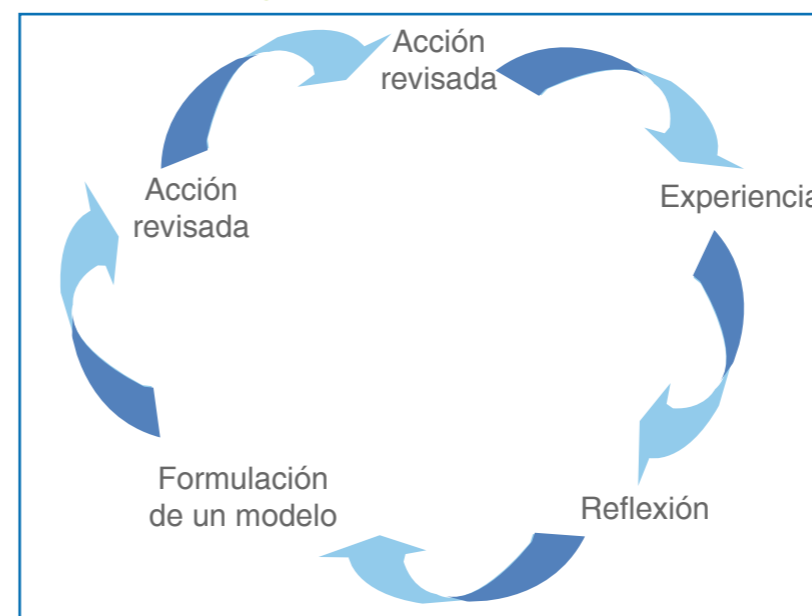 Acción
revisada
Experiencia
Reflexión
Formulación
de un modelo
Acción
revisada